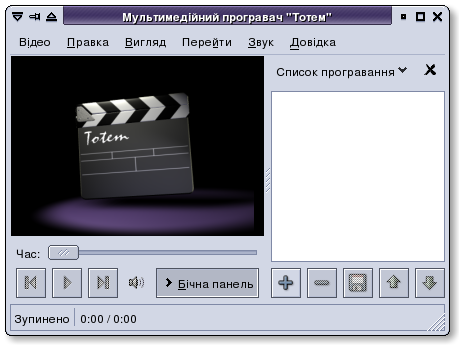 Мультимедійний програвач "Тотем"
Відео Правка Вигляд Перейти Звук Довідка
Список програвання
Totem
Час:
Бічна панель
Зупинено 0:00 / 0:00